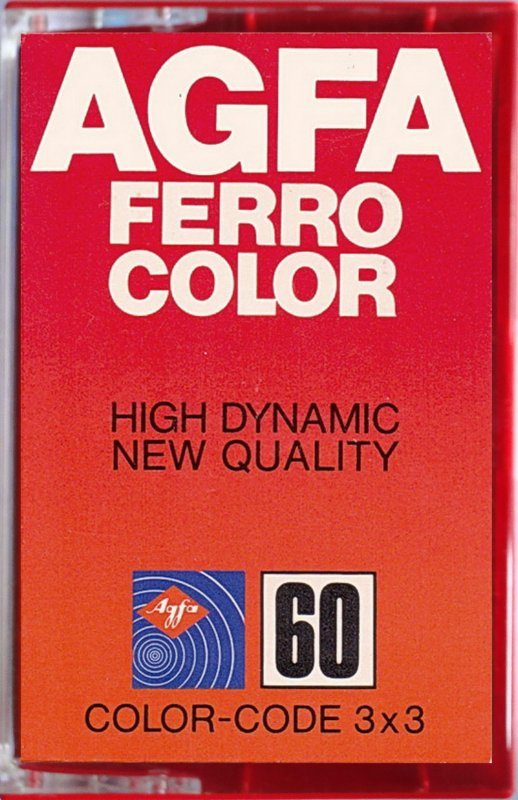 AGFA
FERRO
COLOR
HIGH DYNAMIC
NEW QUALITY
Agfa
60
COLOR-CODE 3x3